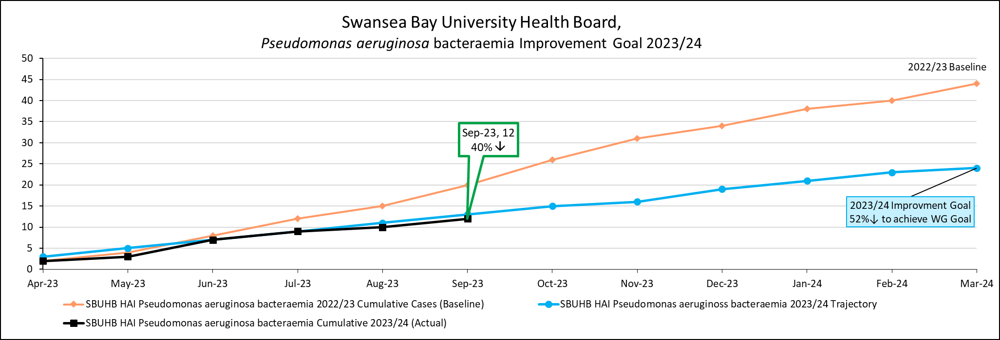 Swansea Bay University Health Board,
Pseudomonas aeruginosa bacteraemia Improvement Goal 2023/24
50
2022/23 Baseline
45
40
35
30
25
20
15
10
5
0
Sep-23, 12
40% ↓
2023/24 Improvment Goal
52%↓ to achieve WG Goal
Apr-23 May-23 Jun-23 Jul-23 Aug-23 Sep-23 Oct-23 Nov-23 Dec-23 Jan-24 Feb-24 Mar-24
SBUHB HAI Pseudomonas aeruginosa bacteraemia 2022/23 Cumulative Cases (Baseline)
SBUHB HAI Pseudomonas aeruginoss bacteraemia 2023/24 Trajectory
SBUHB HAI Pseudomonas aeruginosa bacteraemia Cumulative 2023/24 (Actual)